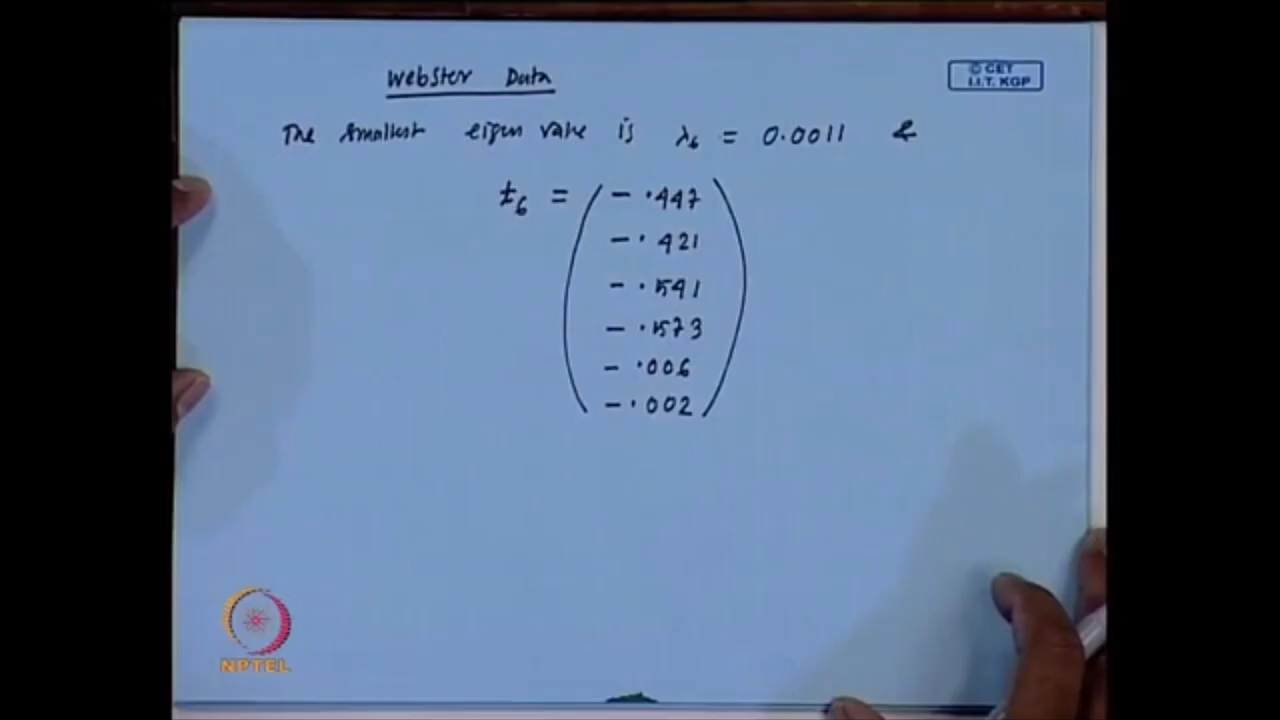 Webster Data
© CET
I.I.T. KGP
The smallest eigen value is λ6 = 0.0011 &
t6 = ( - .447
- . 421
- . 541
- . 573
- .006
- .002 )
NPTEL